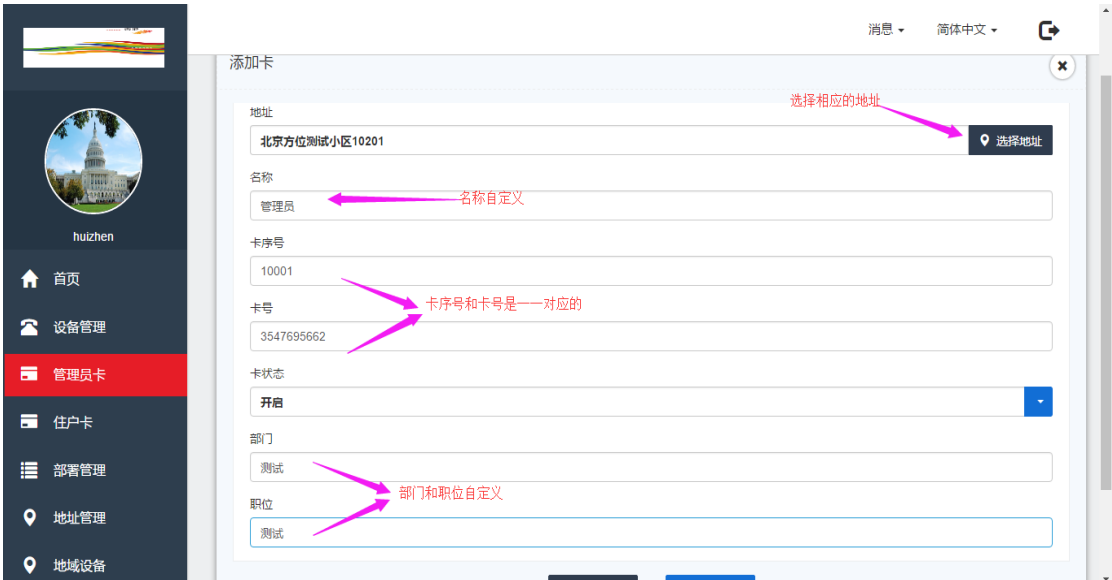 消息
简体中文
添加卡
选择相应的地址
地址
北京方位测试小区10201
选择地址
名称
管理员
名称自定义
huizhen
卡序号
10001
首页
卡序号和卡号是一一对应的
卡号
设备管理
3547695662
管理员卡
卡状态
开启
住户卡
部门
测试
部署管理
部门和职位自定义
职位
地址管理
测试
地域设备